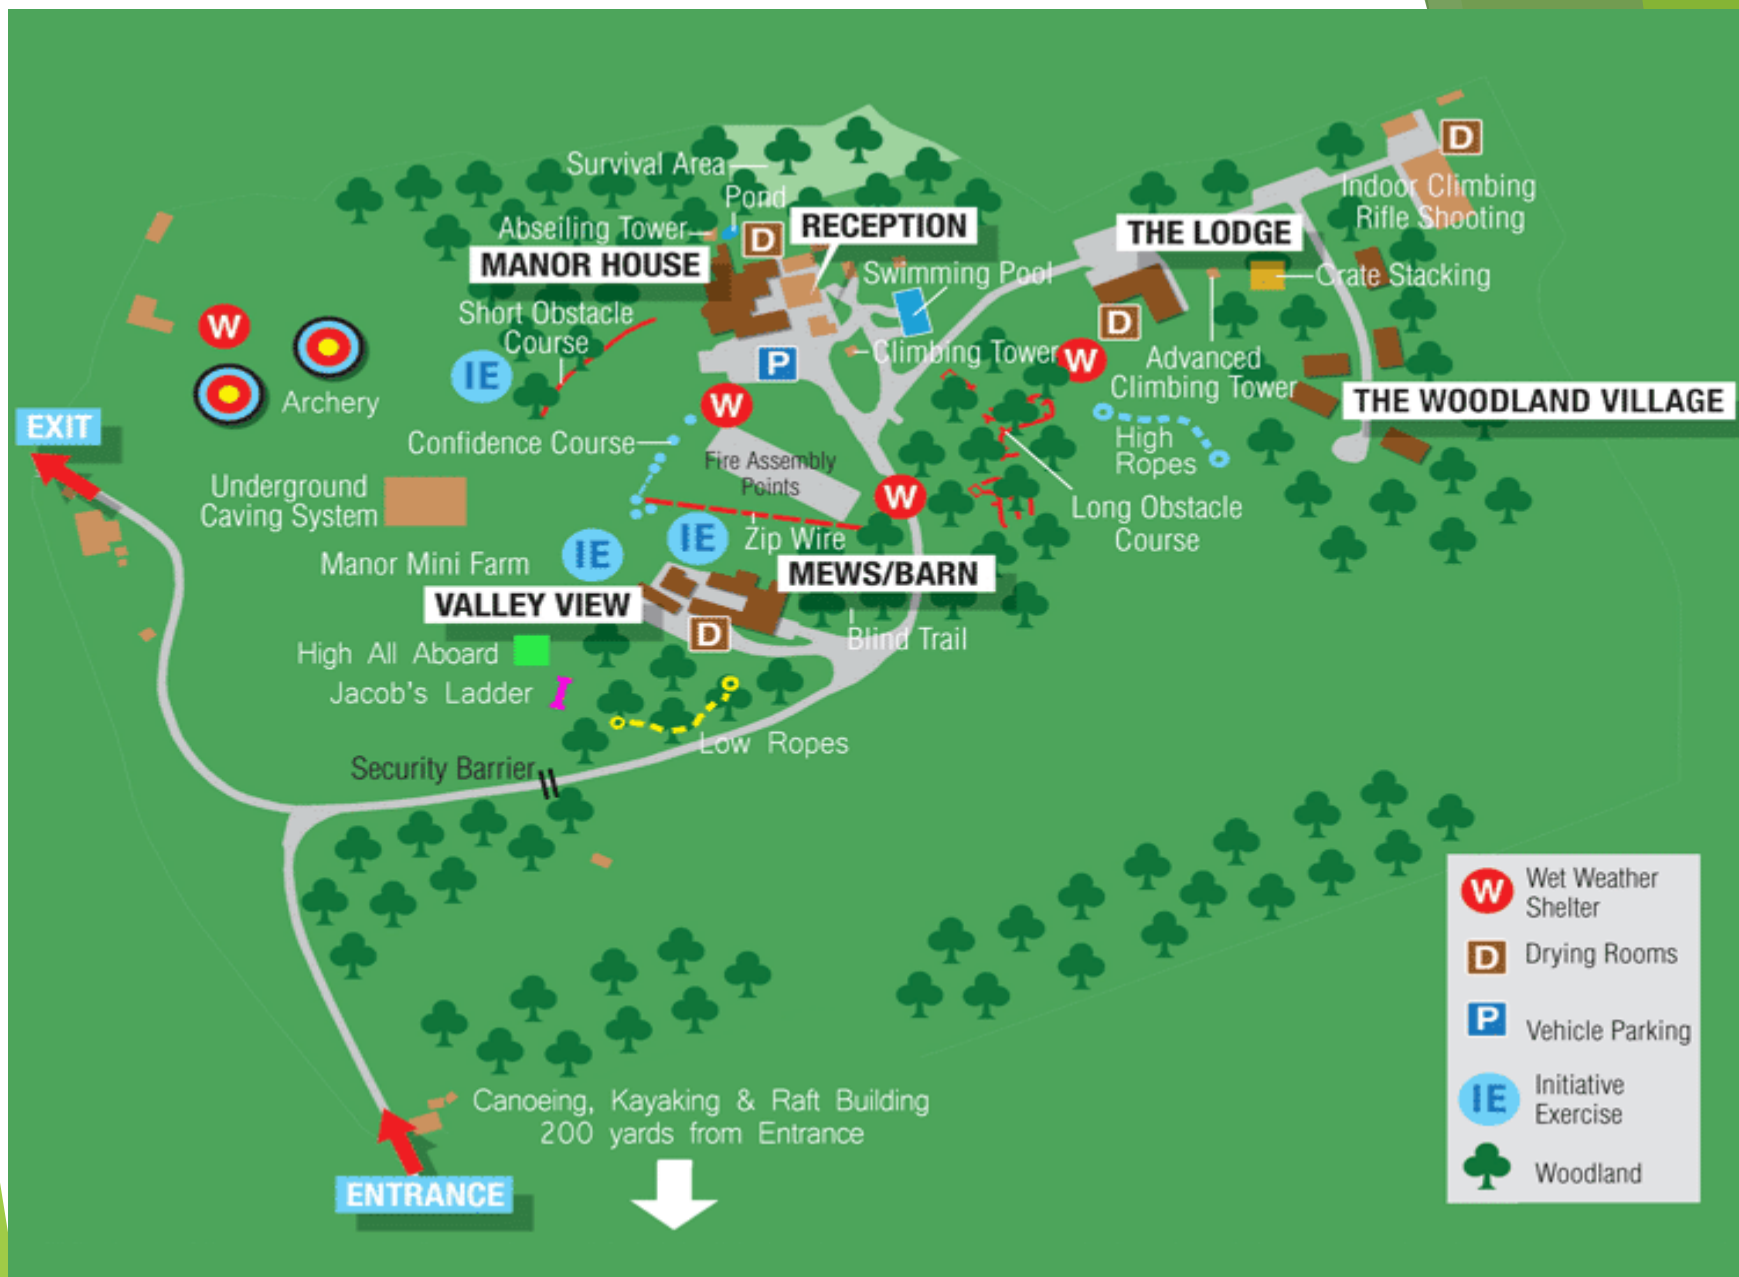 Survival Area
Pond
D
Abseiling Tower
D
RECEPTION
MANOR HOUSE
THE LODGE
Indoor Climbing
Rifle Shooting
Swimming Pool
Crate Stacking
Short Obstacle
Course
W
D
IE
P
Climbing Tower
W
Advanced
Climbing Tower
Archery
W
THE WOODLAND VILLAGE
EXIT
Confidence Course
High
Ropes
Fire Assembly
Points
Underground
Caving System
W
Long Obstacle
Course
Zip Wire
IE
IE
Manor Mini Farm
MEWS/BARN
VALLEY VIEW
D
Blind Trail
High All Aboard
Jacob's Ladder
Low Ropes
Security Barrier
W
Wet Weather
Shelter
D
Drying Rooms
P
Vehicle Parking
IE
Initiative
Exercise
Woodland
Canoeing, Kayaking & Raft Building
200 yards from Entrance
ENTRANCE